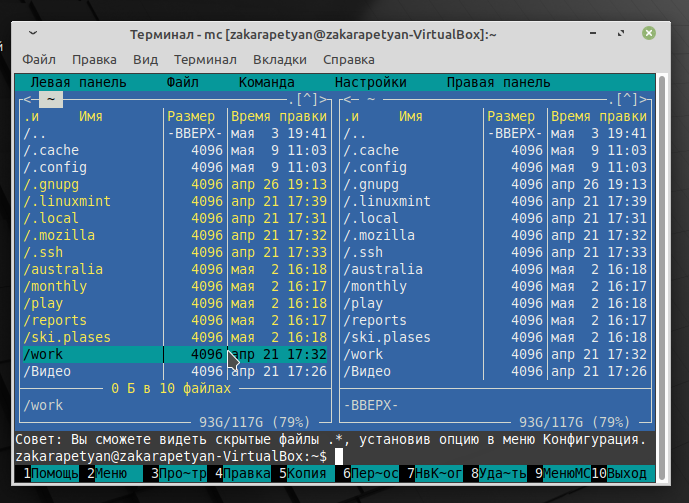 й
Терминал - mc [zakarapetyan@zakarapetyan-VirtualBox]:~
Файл Правка Вид Терминал Вкладки Справка
Левая панель Файл Команда Настройки Правая панель
<─ ~ .[^]> <─ ~ .[^]>
.и Имя Размер Время правки .и Имя Размер Время правки
/.. -ВВЕРХ- мая 3 19:41 /.. -ВВЕРХ- мая 3 19:41
/.cache 4096 мая 9 11:03 /.cache 4096 мая 9 11:03
/.config 4096 мая 9 11:03 /.config 4096 мая 9 11:03
/.gnupg 4096 апр 26 19:13 /.gnupg 4096 апр 26 19:13
/.linuxmint 4096 апр 21 17:39 /.linuxmint 4096 апр 21 17:39
/.local 4096 апр 21 17:31 /.local 4096 апр 21 17:31
/.mozilla 4096 апр 21 17:32 /.mozilla 4096 апр 21 17:32
/.ssh 4096 апр 21 17:33 /.ssh 4096 апр 21 17:33
/australia 4096 мая 2 16:18 /australia 4096 мая 2 16:18
/monthly 4096 мая 2 16:17 /monthly 4096 мая 2 16:17
/play 4096 мая 2 16:18 /play 4096 мая 2 16:18
/reports 4096 мая 2 16:17 /reports 4096 мая 2 16:17
/ski.plases 4096 мая 2 16:18 /ski.plases 4096 мая 2 16:18
/work 4096 апр 21 17:32 /work 4096 апр 21 17:32
/Видео 4096 апр 21 17:26 /Видео 4096 апр 21 17:26
0 Б в 10 файлах
/work -ВВЕРХ-
93G/117G (79%) 93G/117G (79%)
Совет: Вы сможете видеть скрытые файлы .*, установив опцию в меню Конфигурация.
zakarapetyan@zakarapetyan-VirtualBox:~$
1Помощь 2Меню 3Про~тр 4Правка 5Копия 6Пер~ос 7НвК~ог 8Уда~ть 9МенюMC 10Выход